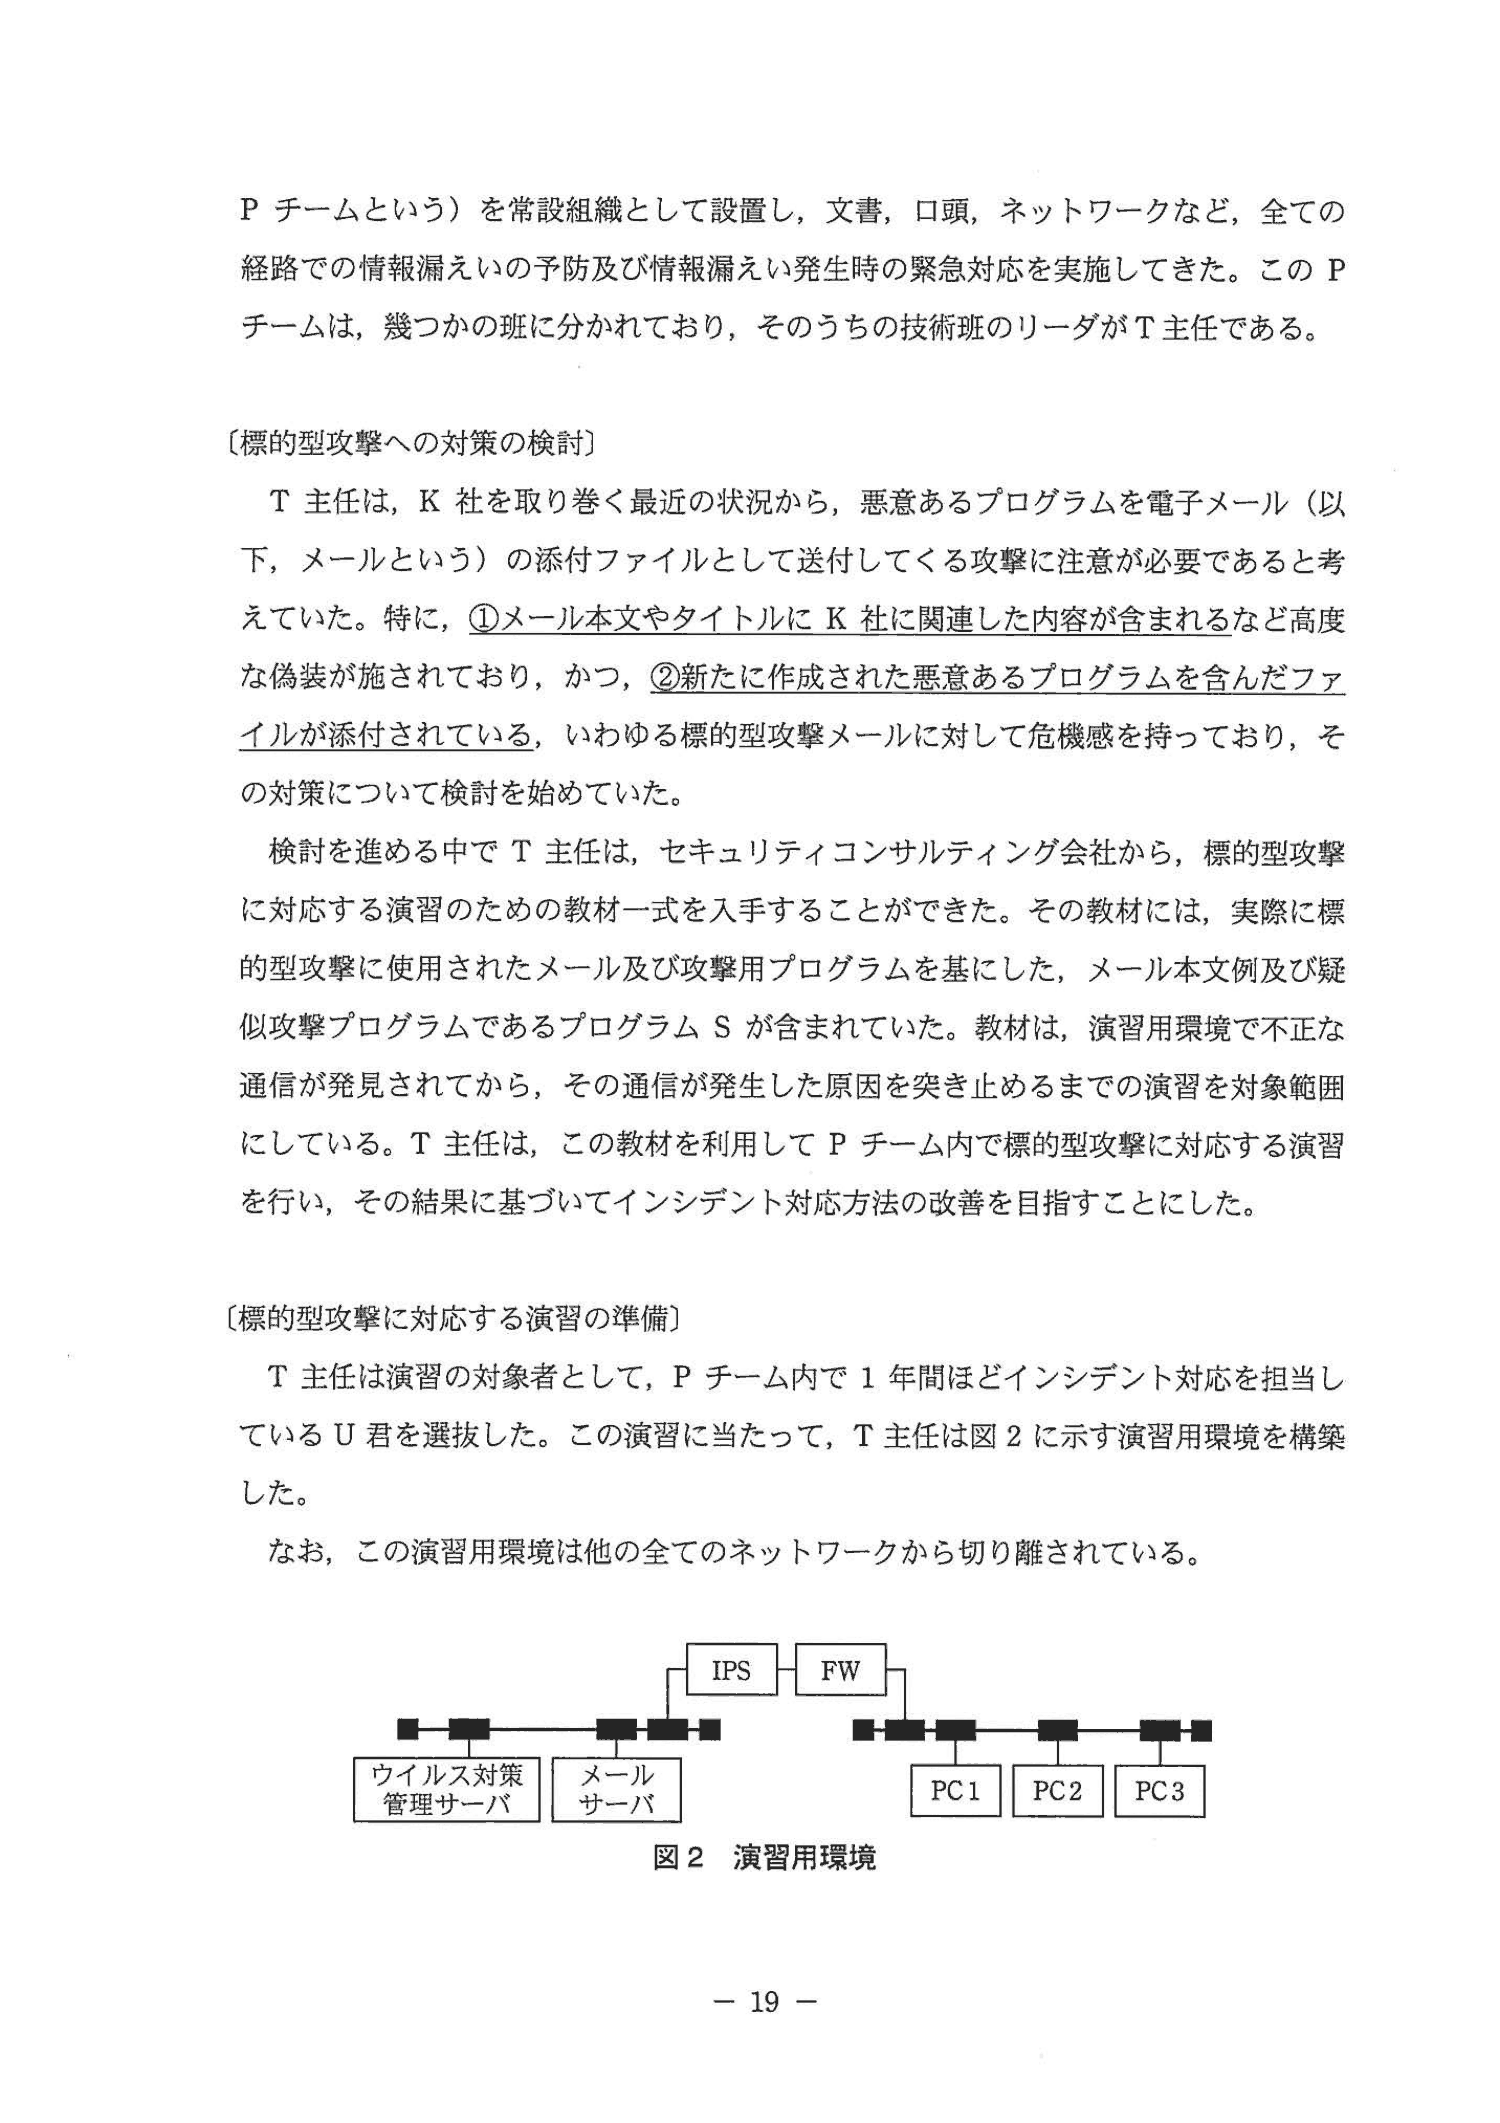 P チームという）を常設組織として設置し，文書，口頭，ネットワークなど，全ての
経路での情報漏えいの予防及び情報漏えい発生時の緊急対応を実施してきた。この P
チームは，幾つかの班に分かれており，そのうちの技術班のリーダが T 主任である。
〔標的型攻撃への対策の検討〕
T 主任は，K 社を取り巻く最近の状況から，悪意あるプログラムを電子メール（以
下，メールという）の添付ファイルとして送付してくる攻撃に注意が必要であると考
えていた。特に，①メール本文やタイトルに K 社に関連した内容が含まれるなど高度
な偽装が施されており，かつ，②新たに作成された悪意あるプログラムを含んだファ
イルが添付されている，いわゆる標的型攻撃メールに対して危機感を持っており，そ
の対策について検討を始めていた。
検討を進める中で T 主任は，セキュリティコンサルティング会社から，標的型攻撃
に対応する演習のための教材一式を入手することができた。その教材には，実際に標
的型攻撃に使用されたメール及び攻撃用プログラムを基にした，メール本文例及び疑
似攻撃プログラムであるプログラム S が含まれていた。教材は，演習用環境で不正な
通信が発見されてから，その通信が発生した原因を突き止めるまでの演習を対象範囲
にしている。T 主任は，この教材を利用して P チーム内で標的型攻撃に対応する演習
を行い，その結果に基づいてインシデント対応方法の改善を目指すことにした。
〔標的型攻撃に対応する演習の準備〕
T 主任は演習の対象者として，P チーム内で 1 年間ほどインシデント対応を担当し
ている U 君を選抜した。この演習に当たって，T 主任は図 2 に示す演習用環境を構築
した。
なお，この演習用環境は他の全てのネットワークから切り離されている。
IPS
FW
ウイルス対策
管理サーバ
メール
サーバ
PC1
PC2
PC3
図2 演習用環境
－ 19 －